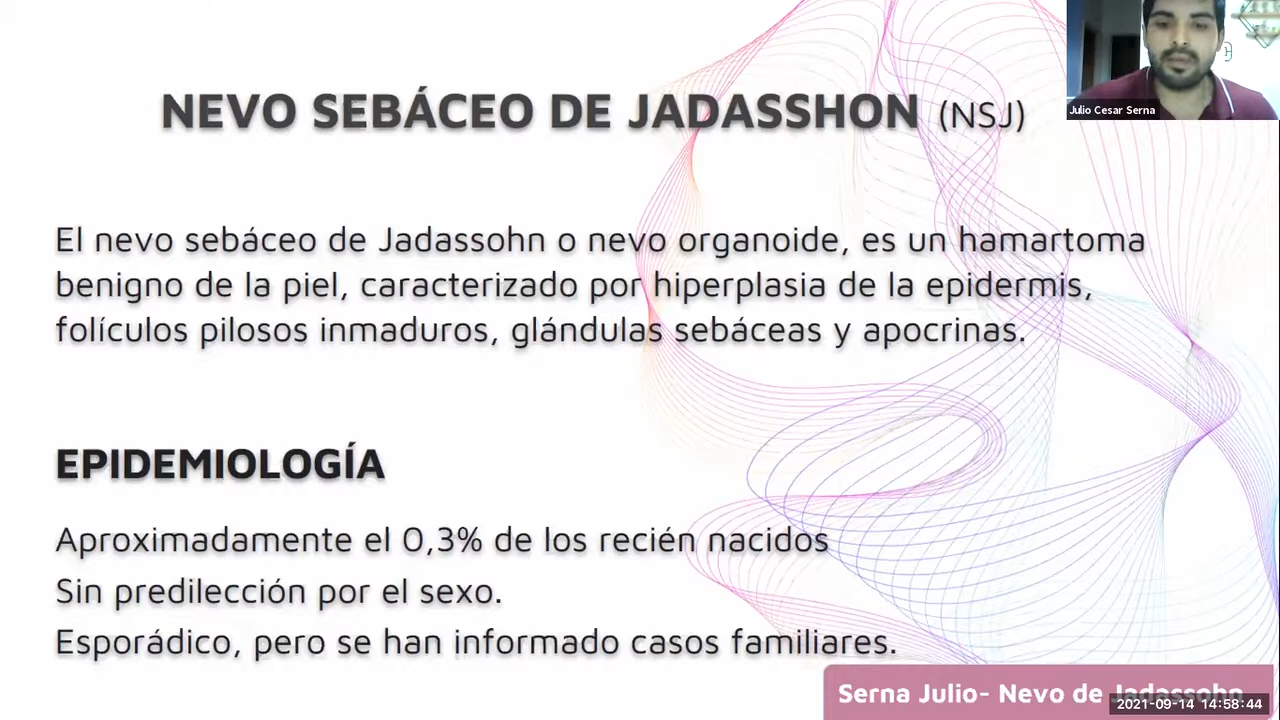 NEVO SEBÁCEO DE JADASSHON (NSJ)
Julio Cesar Serna
El nevo sebáceo de Jadassohn o nevo organoide, es un hamartoma
benigno de la piel, caracterizado por hiperplasia de la epidermis,
folículos pilosos inmaduros, glándulas sebáceas y apocrinas.
EPIDEMIOLOGÍA
Aproximadamente el 0,3% de los recién nacidos
Sin predilección por el sexo.
Esporádico, pero se han informado casos familiares.
Serna Julio- Nevo de Jadassohn
2021-09-14 14:58:44